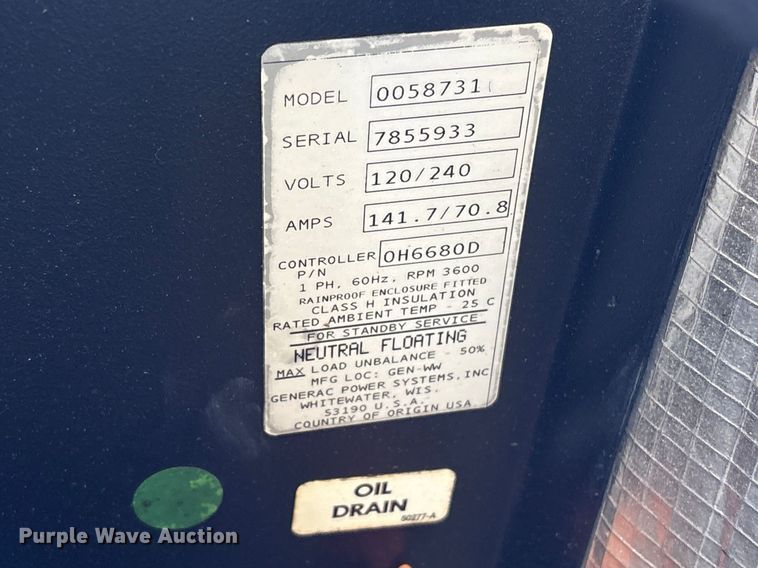 MODEL 0058731
SERIAL 7855933
VOLTS 120/240
AMPS 141.7/70.8
CONTROLLER P/N 0H6680D
1 PH, 60Hz, RPM 3600
RAINPROOF ENCLOSURE FITTED
CLASS H INSULATION
RATED AMBIENT TEMP - 25 C
FOR STANDBY SERVICE
NEUTRAL FLOATING
MAX LOAD UNBALANCE - 50%
MFG LOC: GEN-WW
GENERAC POWER SYSTEMS, INC
WHITEWATER, WIS.
53190 U.S.A.
COUNTRY OF ORIGIN USA
OIL
DRAIN
50277-A
Purple Wave Auction